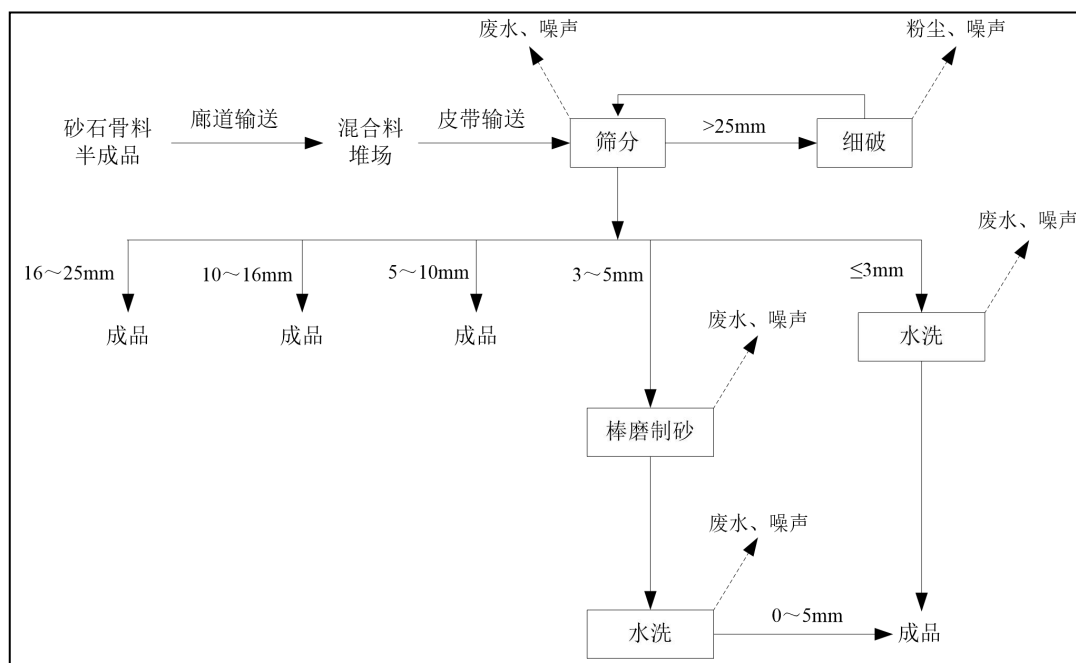 废水、噪声
粉尘、噪声
砂石骨料
半成品
廊道输送
混合料
堆场
皮带输送
筛分
>25mm
细破
废水、噪声
16～25mm
10～16mm
5～10mm
3～5mm
≤3mm
成品
成品
成品
水洗
废水、噪声
棒磨制砂
废水、噪声
水洗
0～5mm
成品